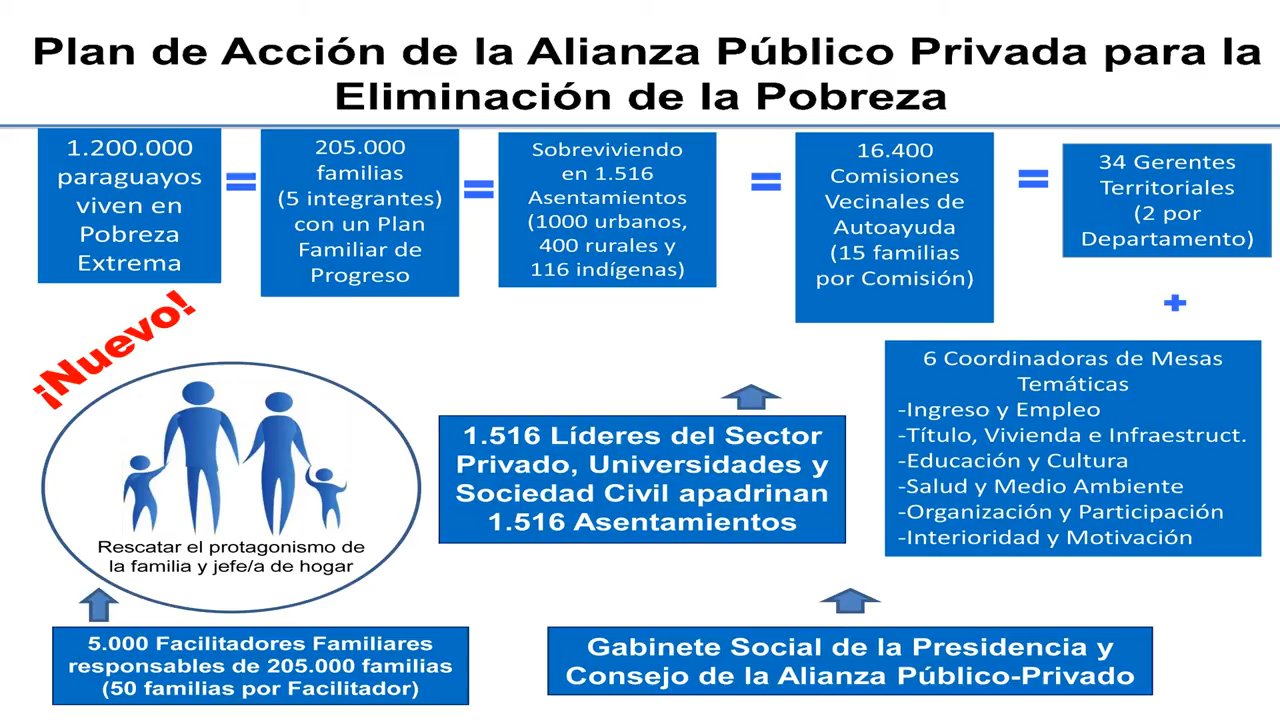 Plan de Acción de la Alianza Público Privada para la
Eliminación de la Pobreza
1.200.000
paraguayos
viven en
Pobreza
Extrema
=
205.000
familias
(5 integrantes)
con un Plan
Familiar de
Progreso
=
Sobreviviendo
en 1.516
Asentamientos
(1000 urbanos,
400 rurales y
116 indígenas)
=
16.400
Comisiones
Vecinales de
Autoayuda
(15 familias
por Comisión)
=
34 Gerentes
Territoriales
(2 por
Departamento)
+
6 Coordinadoras de Mesas
Temáticas
-Ingreso y Empleo
-Título, Vivienda e Infraestruct.
-Educación y Cultura
-Salud y Medio Ambiente
-Organización y Participación
-Interioridad y Motivación
¡Nuevo!
Rescatar el protagonismo de
la familia y jefe/a de hogar
1.516 Líderes del Sector
Privado, Universidades y
Sociedad Civil apadrinan
1.516 Asentamientos
5.000 Facilitadores Familiares
responsables de 205.000 familias
(50 familias por Facilitador)
Gabinete Social de la Presidencia y
Consejo de la Alianza Público-Privado